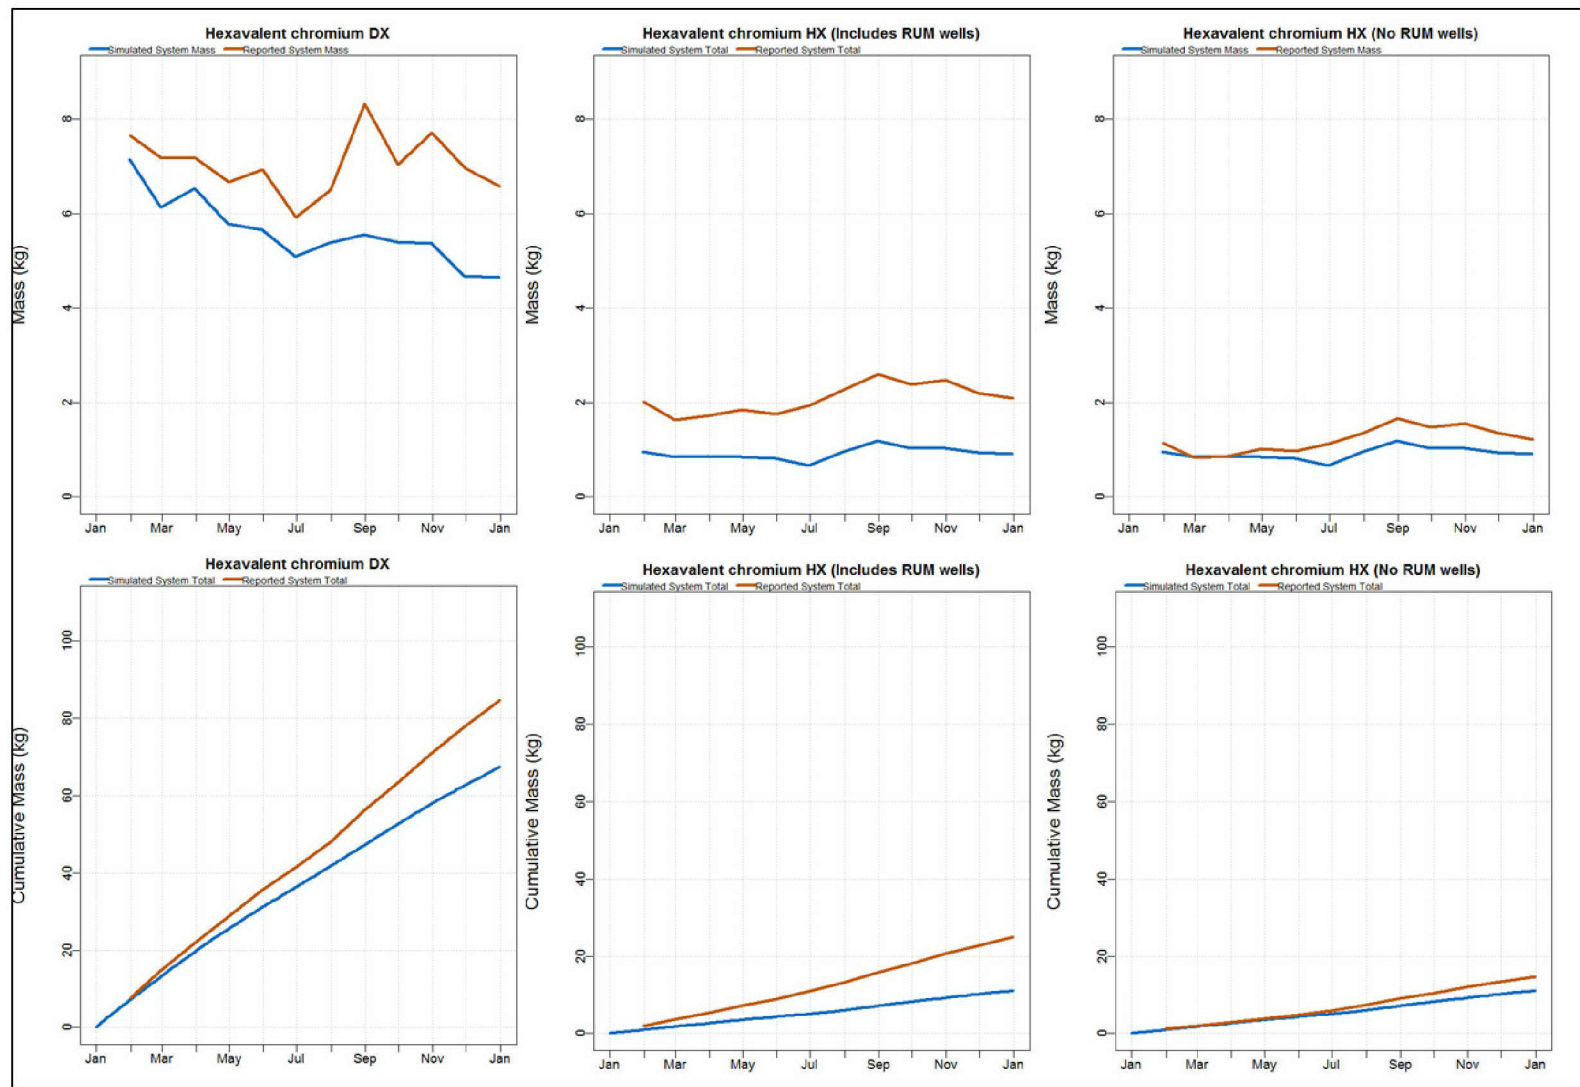 Hexavalent chromium DX
Simulated System Mass Reported System Mass
8
6
4
2
0
Mass (kg)
Jan Mar May Jul Sep Nov Jan
Hexavalent chromium HX (Includes RUM wells)
Simulated System Total Reported System Total
8
6
4
2
0
Mass (kg)
Jan Mar May Jul Sep Nov Jan
Hexavalent chromium HX (No RUM wells)
Simulated System Mass Reported System Mass
8
6
4
2
0
Mass (kg)
Jan Mar May Jul Sep Nov Jan
Hexavalent chromium DX
Simulated System Total Reported System Total
100
80
60
40
20
0
Cumulative Mass (kg)
Jan Mar May Jul Sep Nov Jan
Hexavalent chromium HX (Includes RUM wells)
Simulated System Total Reported System Total
100
80
60
40
20
0
Cumulative Mass (kg)
Jan Mar May Jul Sep Nov Jan
Hexavalent chromium HX (No RUM wells)
Simulated System Total Reported System Total
100
80
60
40
20
0
Cumulative Mass (kg)
Jan Mar May Jul Sep Nov Jan